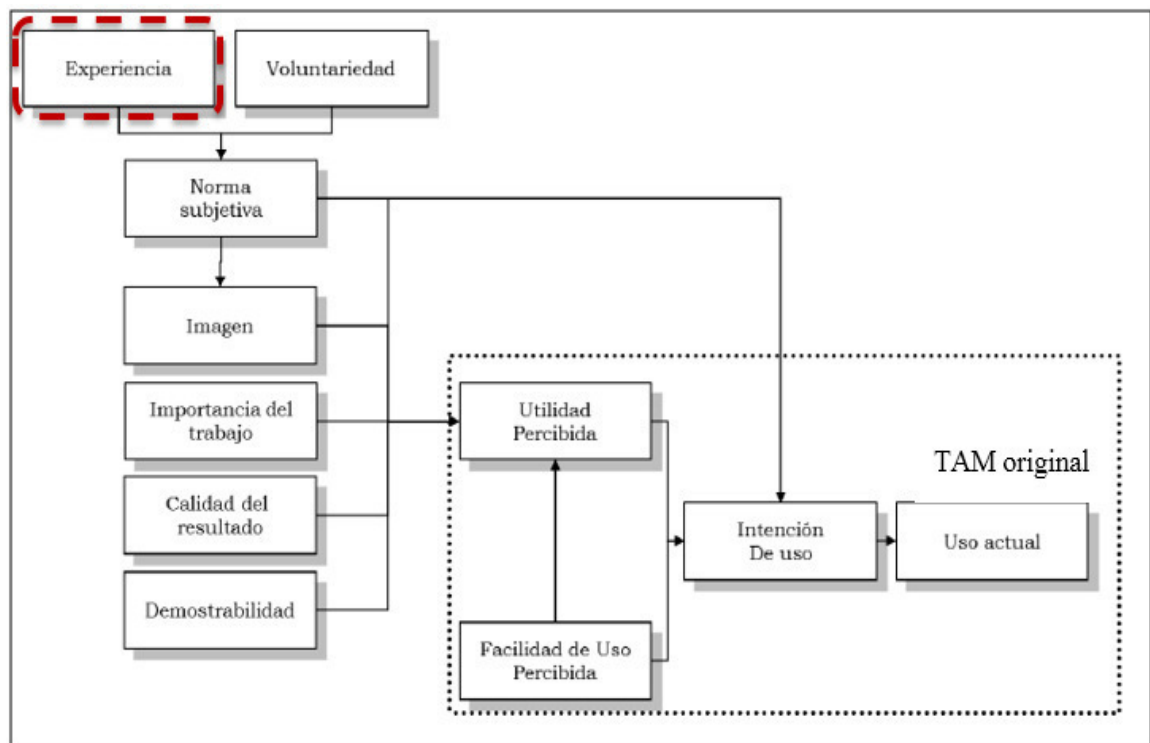 Experiencia
Voluntariedad
Norma
subjetiva
Imagen
Importancia del
trabajo
Calidad del
resultado
Demostrabilidad
Utilidad
Percibida
TAM original
Intención
De uso
Uso actual
Facilidad de Uso
Percibida